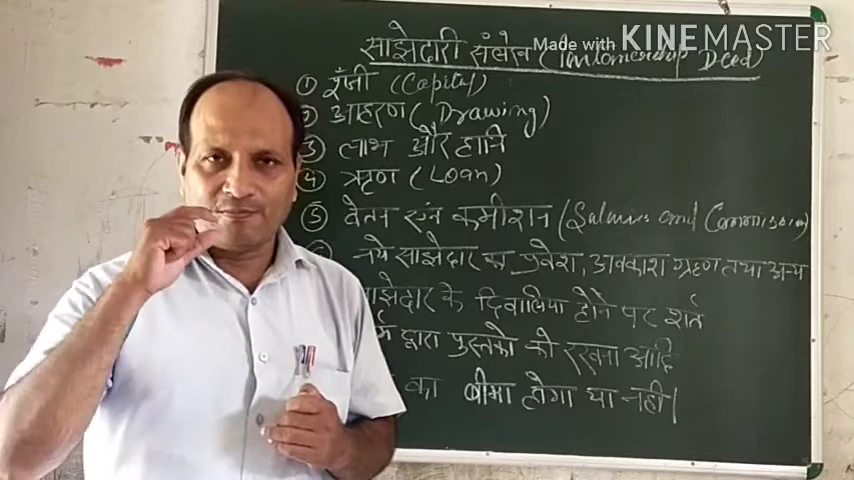 Made with KINEMASTER
साझेदारी संलेख (Partnership Deed)
① पूँजी (Capital)
② आहरण (Drawing)
③ लाभ और हानि
④ ऋण (Loan)
⑤ वेतन एवं कमीशन (Salaries and Commission)
नये साझेदार का प्रवेश, अवकाश ग्रहण तथा अन्य
साझेदार के दिवालिया होने पर शर्त
द्वारा पुस्तको को रखना आदि
का बीमा होगा या नही।